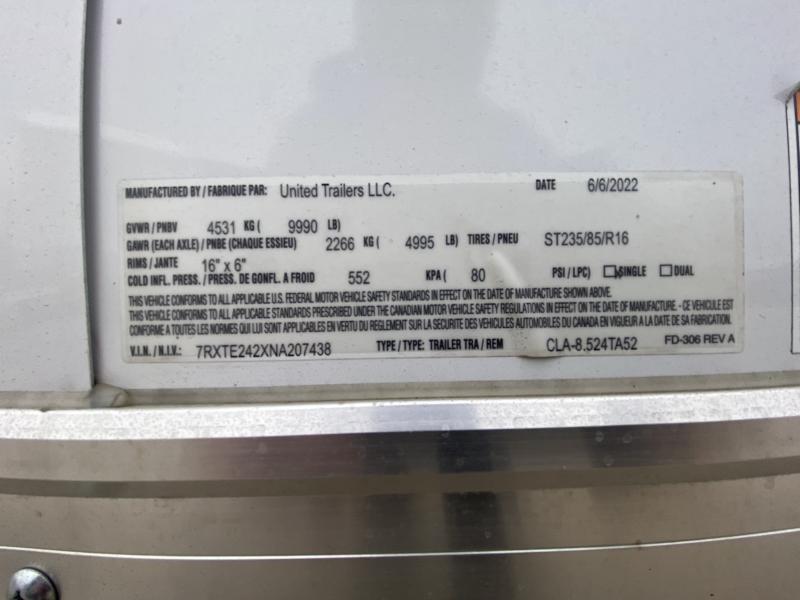 MANUFACTURED BY / FABRIQUE PAR: United Trailers LLC. DATE 6/6/2022
GVWR / PNBV 4531 KG ( 9990 LB)
GAWR (EACH AXLE) / PNBE (CHAQUE ESSIEU) 2266 KG ( 4995 LB) TIRES / PNEU ST235/85/R16
RIMS / JANTE 16" x 6"
COLD INFL. PRESS. / PRESS. DE GONFL. A FROID 552 KPA ( 80 PSI / LPC) SINGLE DUAL
THIS VEHICLE CONFORMS TO ALL APPLICABLE U.S. FEDERAL MOTOR VEHICLE SAFETY STANDARDS IN EFFECT ON THE DATE OF MANUFACTURE SHOWN ABOVE.
THIS VEHICLE CONFORMS TO ALL APPLICABLE STANDARDS PRESCRIBED UNDER THE CANADIAN MOTOR VEHICLE SAFETY REGULATIONS IN EFFECT ON THE DATE OF MANUFACTURE. - CE VEHICULE EST
CONFORME A TOUTES LES NORMES QUI LUI SONT APPLICABLES EN VERTU DU REGLEMENT SUR LA SECURITE DES VEHICULES AUTOMOBILES DU CANADA EN VIGUEUR A LA DATE DE SA FABRICATION
V.I.N. / N.I.V.: 7RXTE242XNA207438 TYPE / TYPE: TRAILER TRA / REM CLA-8.524TA52 FD-306 REV A